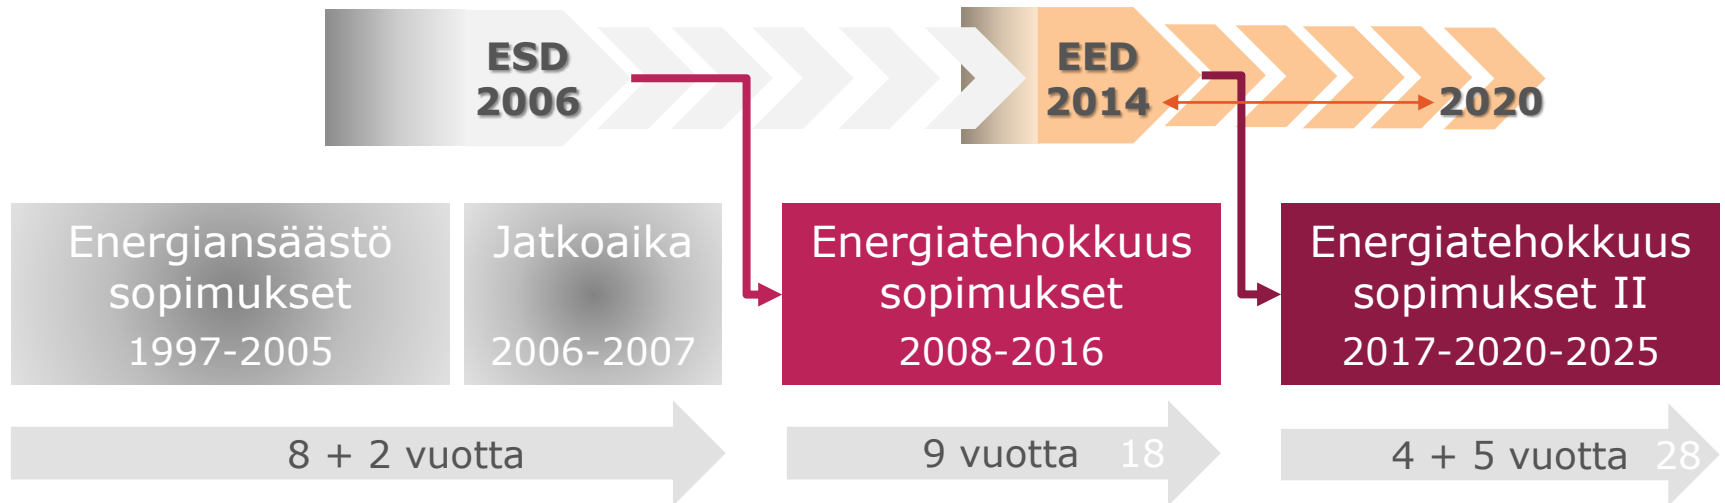 ESD
2006
EED
2014
2020
Energiansäästö
sopimukset
1997-2005
Jatkoaika
2006-2007
Energiatehokkuus
sopimukset
2008-2016
Energiatehokkuus
sopimukset II
2017-2020-2025
8 + 2 vuotta
9 vuotta 18
4 + 5 vuotta 28